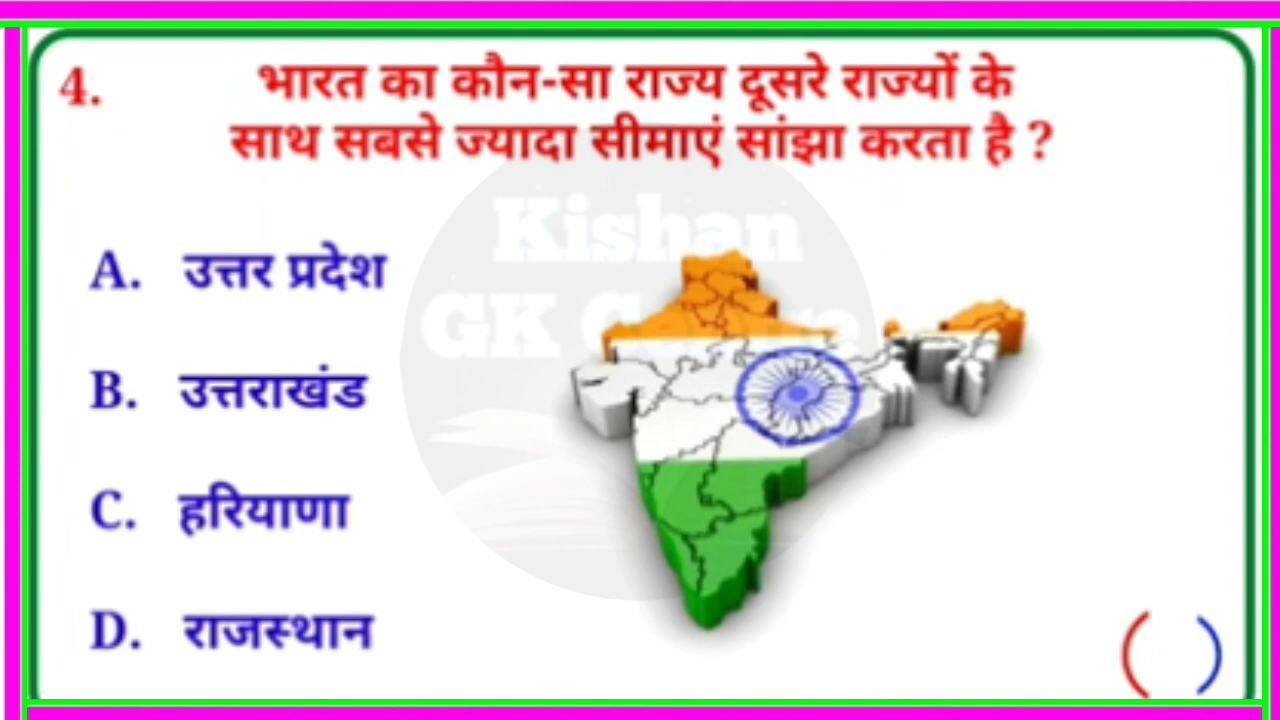 4. भारत का कौन-सा राज्य दूसरे राज्यों के
साथ सबसे ज्यादा सीमाएं सांझा करता है ?
Kishan
GK
A. उत्तर प्रदेश
B. उत्तराखंड
C. हरियाणा
D. राजस्थान
( )